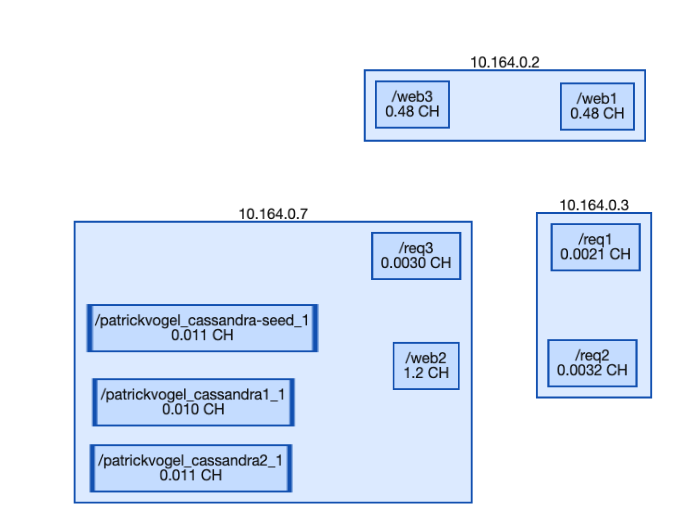 10.164.0.2
/web3
0.48 CH
/web1
0.48 CH
10.164.0.7
10.164.0.3
/req3
0.0030 CH
/req1
0.0021 CH
/patrickvogel_cassandra-seed_1
0.011 CH
/web2
1.2 CH
/req2
0.0032 CH
/patrickvogel_cassandra1_1
0.010 CH
/patrickvogel_cassandra2_1
0.011 CH